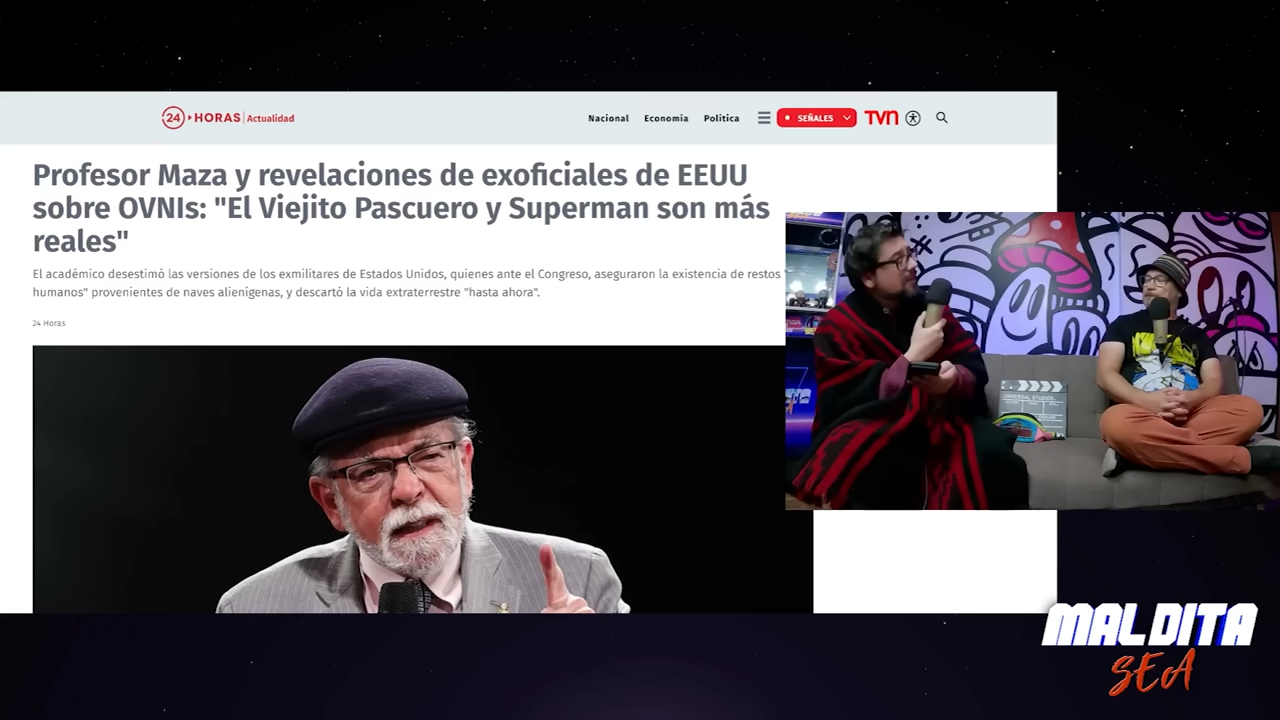 24 HORAS Actualidad
Nacional Economía Política SEÑALES TVN
Profesor Maza y revelaciones de exoficiales de EEUU
sobre OVNIs: "El Viejito Pascuero y Superman son más
reales"
El académico desestimó las versiones de los exmilitares de Estados Unidos, quienes ante el Congreso, aseguraron la existencia de restos
humanos" provenientes de naves alienígenas, y descartó la vida extraterrestre "hasta ahora".
24 Horas
UNIVERSAL STUDIOS
MALDITA
SEA